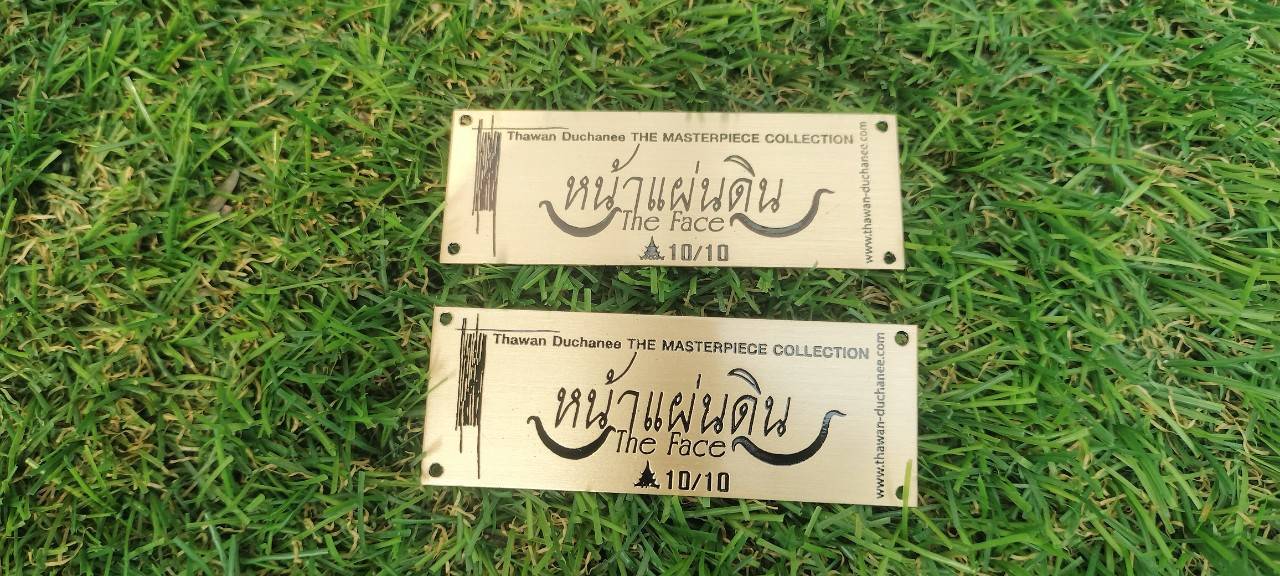 Thawan Duchanee THE MASTERPIECE COLLECTION
หน้าแผ่นดิน
The Face
10/10
www.thawan-duchanee.com
Thawan Duchanee THE MASTERPIECE COLLECTION
หน้าแผ่นดิน
The Face
10/10
www.thawan-duchanee.com